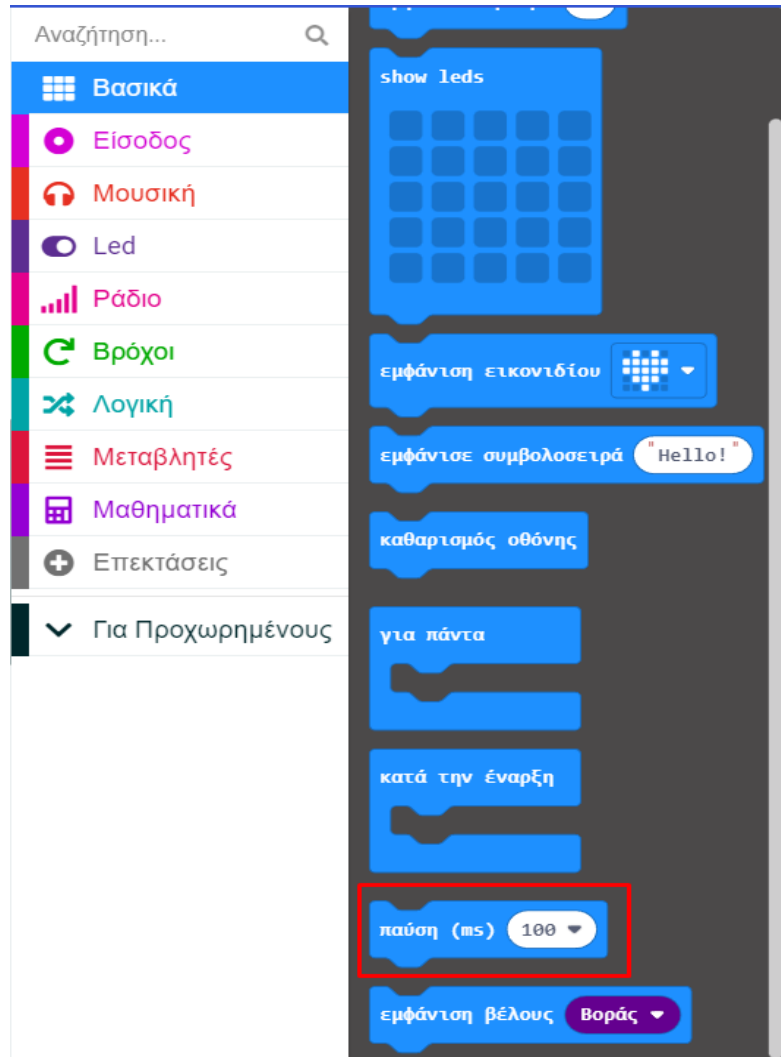 Αναζήτηση...
Βασικά
Είσοδος
Μουσική
Led
Ράδιο
Βρόχοι
Λογική
Μεταβλητές
Μαθηματικά
Επεκτάσεις
Για Προχωρημένους
show leds
εμφάνιση εικονιδίου
εμφάνισε συμβολοσειρά "Hello!"
καθαρισμός οθόνης
για πάντα
κατά την έναρξη
παύση (ms) 100
εμφάνιση βέλους Βοράς